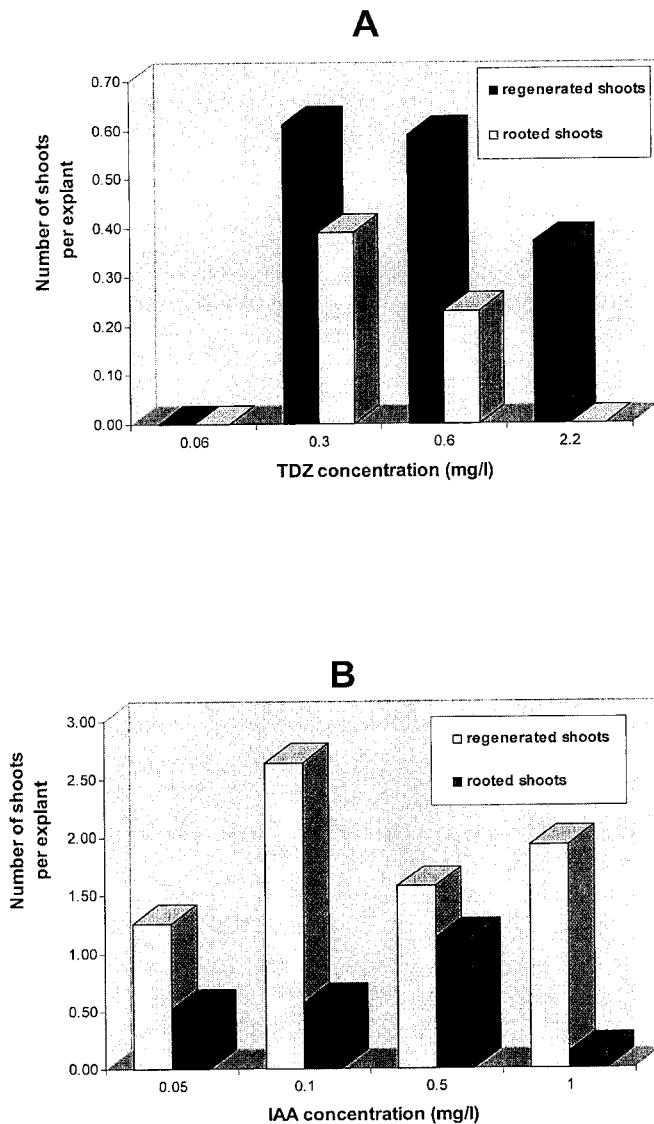 A
0.70
0.60
0.50
0.40
0.30
0.20
0.10
0.00
Number of shoots
per explant
regenerated shoots
rooted shoots
0.06 0.3 0.6 2.2
TDZ concentration (mg/l)
B
3.00
2.50
2.00
1.50
1.00
0.50
0.00
Number of shoots
per explant
regenerated shoots
rooted shoots
0.05 0.1 0.5 1
IAA concentration (mg/l)